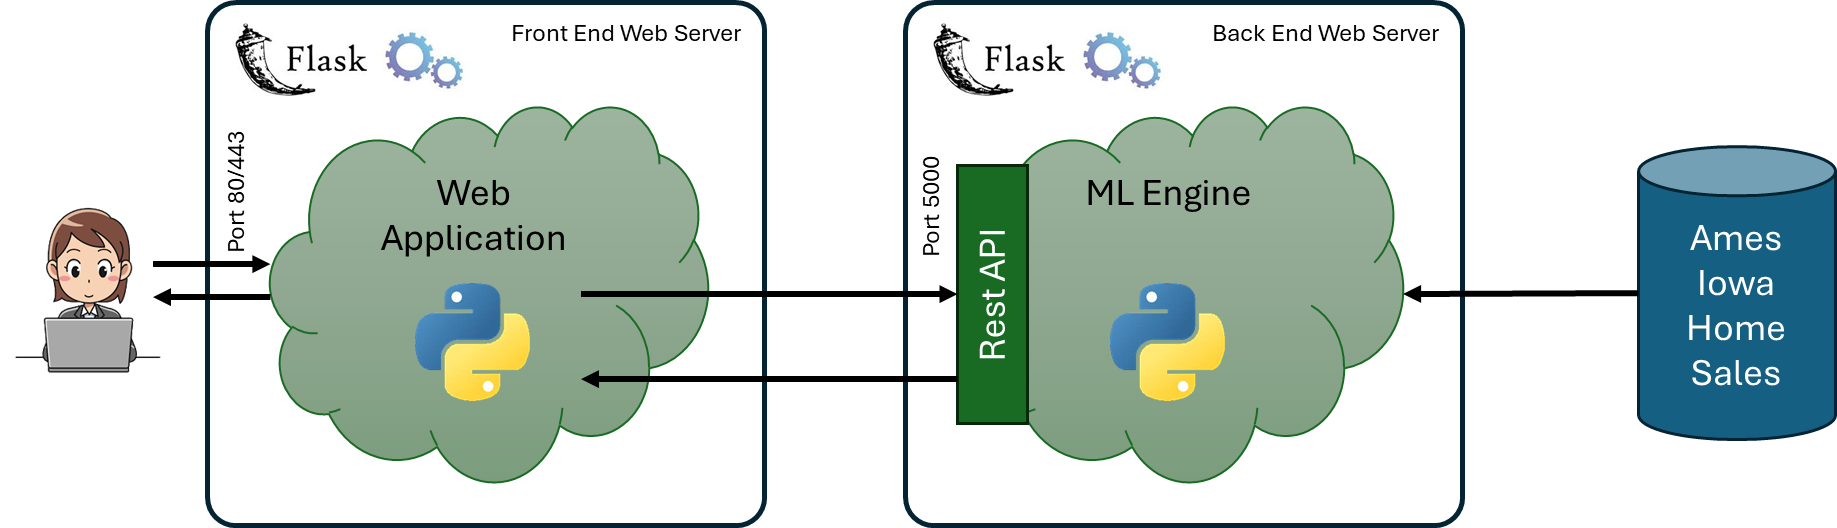 Flask
Front End Web Server
Port 80/443
Web
Application
Flask
Back End Web Server
Port 5000
Rest API
ML Engine
Ames
Iowa
Home
Sales